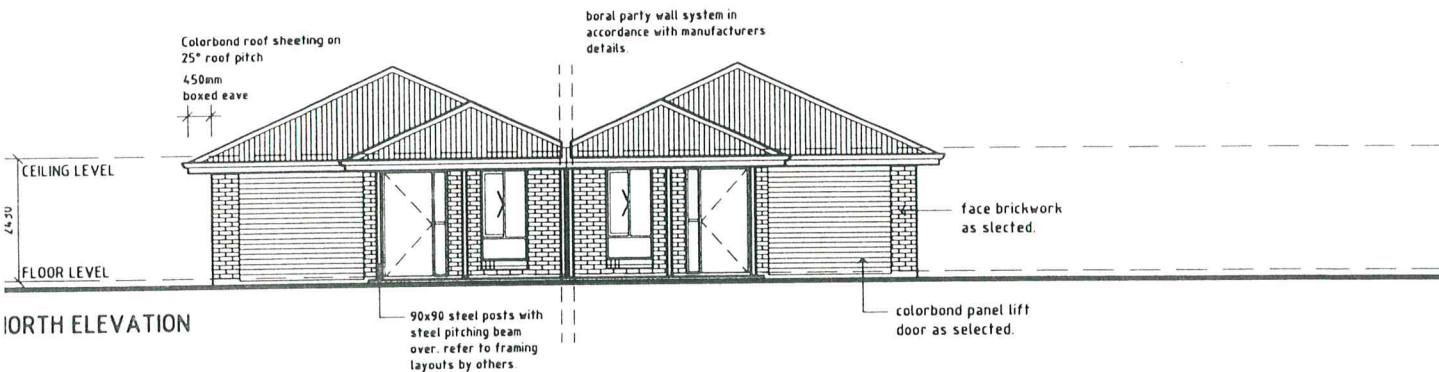 boral party wall system in
accordance with manufacturers
details.
Colorbond roof sheeting on
25° roof pitch
450mm
boxed eave
CEILING LEVEL
2430
FLOOR LEVEL
face brickwork
as slected.
90x90 steel posts with
steel pitching beam
over. refer to framing
layouts by others.
colorbond panel lift
door as selected.
ORTH ELEVATION